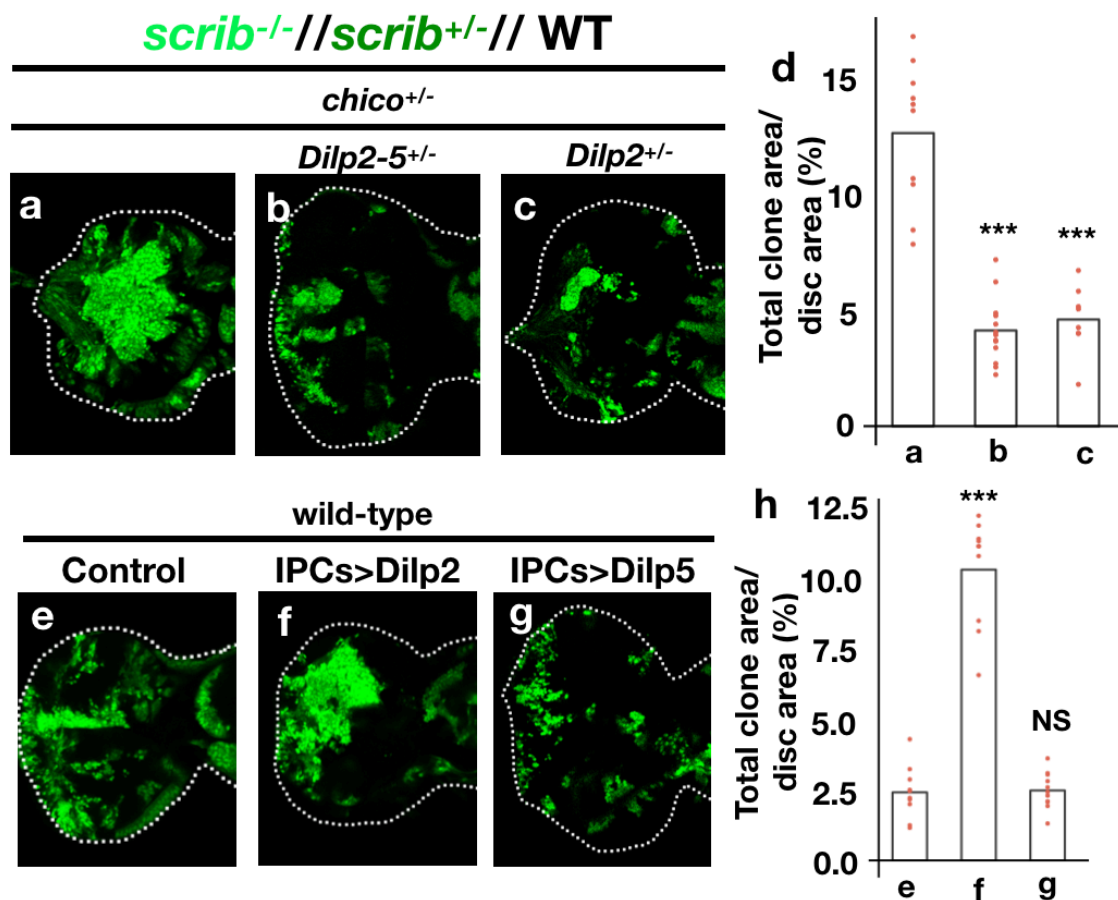 scrib-/-//scrib+/-// WT
chico+/-
Dilp2-5+/-
Dilp2+/-
a
b
c
d
Total clone area/
disc area (%)
15
10
5
0
***
***
a
b
c
wild-type
Control
IPCs>Dilp2
IPCs>Dilp5
e
f
g
h
Total clone area/
disc area (%)
12.5
10.0
7.5
5.0
2.5
0.0
***
NS
e
f
g